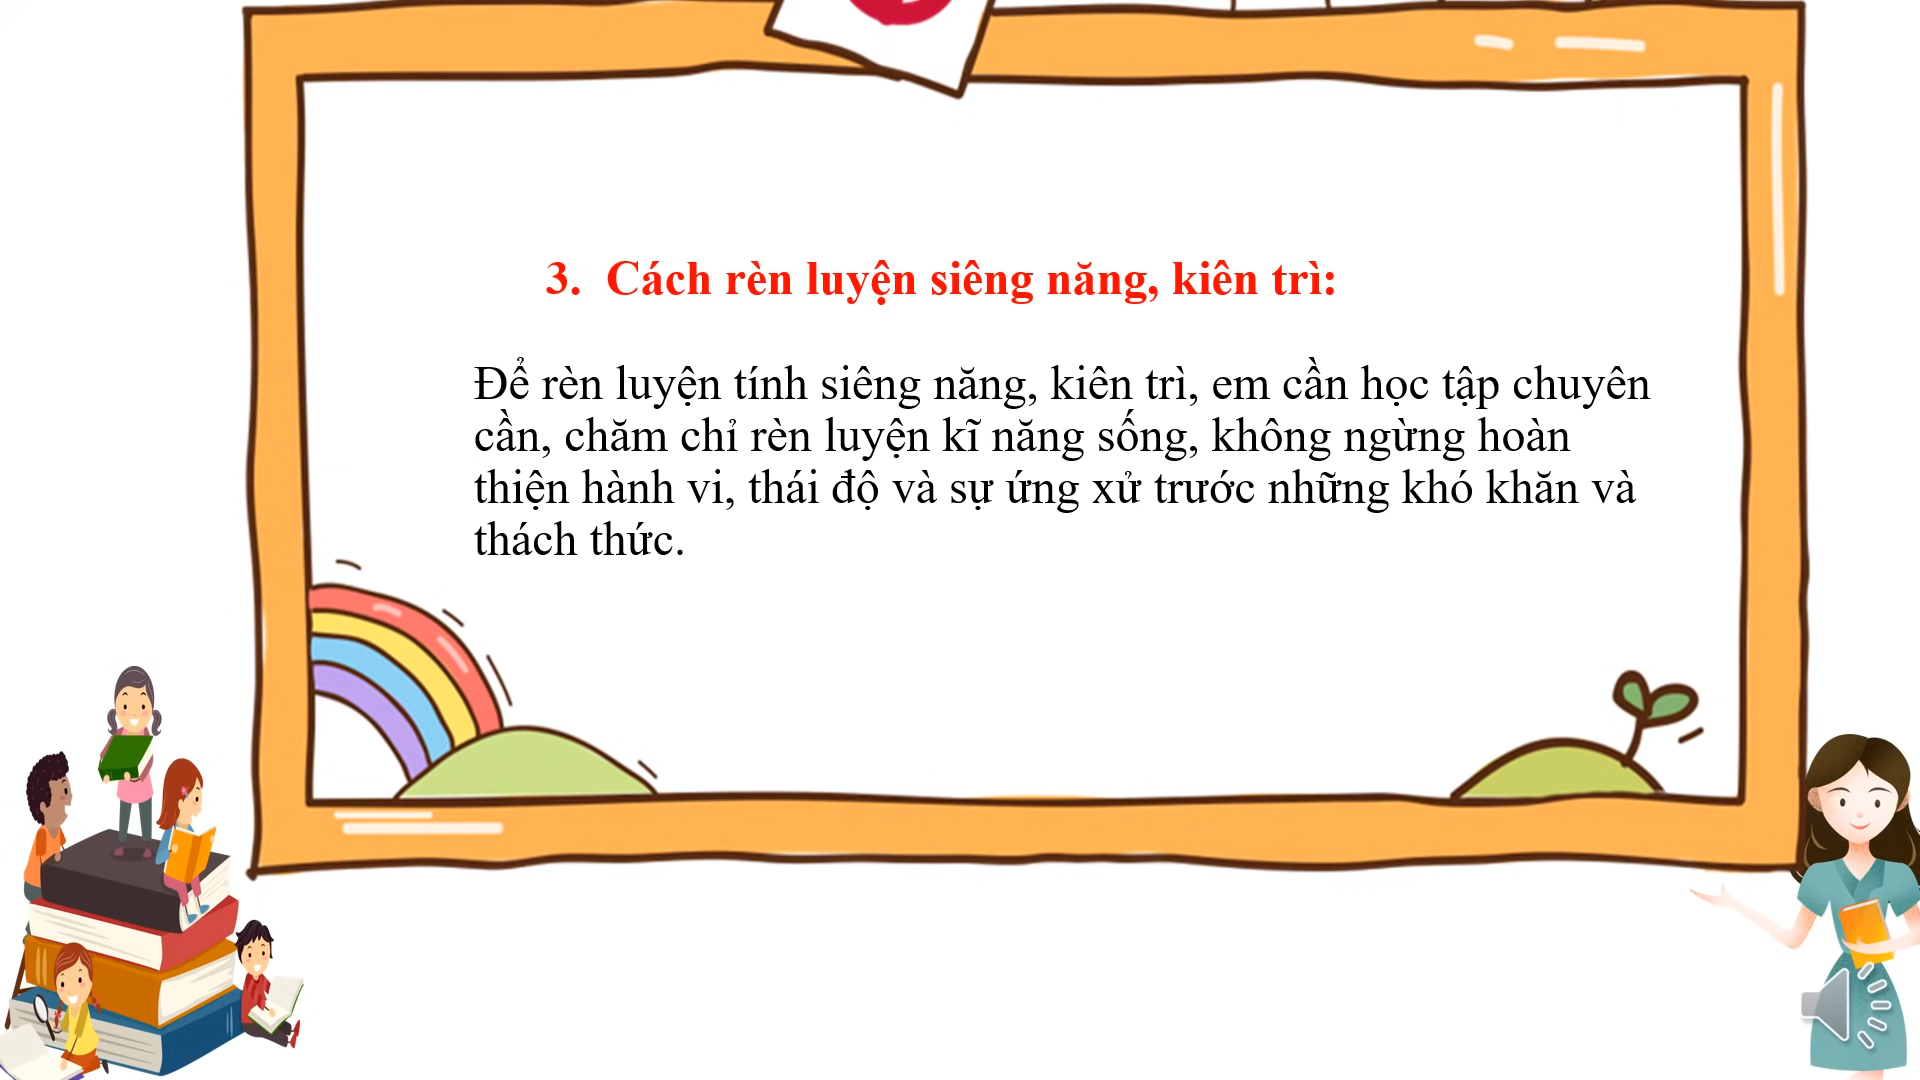 3. Cách rèn luyện siêng năng, kiên trì:
Để rèn luyện tính siêng năng, kiên trì, em cần học tập chuyên
cần, chăm chỉ rèn luyện kĩ năng sống, không ngừng hoàn
thiện hành vi, thái độ và sự ứng xử trước những khó khăn và
thách thức.